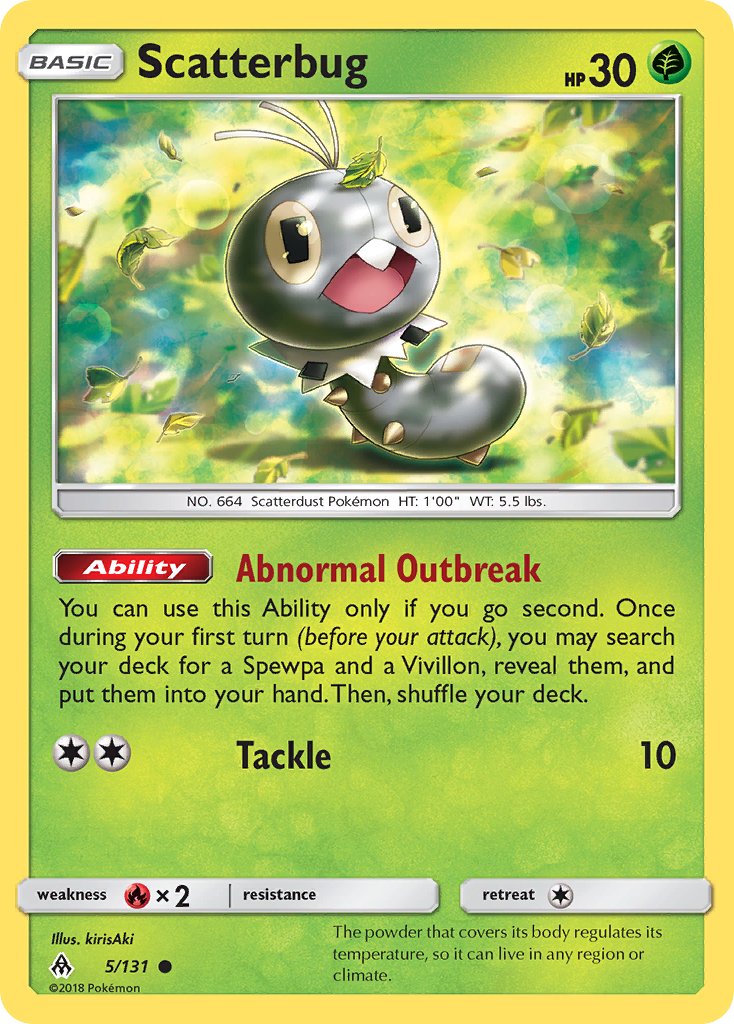 BASIC Scatterbug HP 30
NO. 664 Scatterdust Pokémon HT: 1'00" WT: 5.5 lbs.
Ability Abnormal Outbreak
You can use this Ability only if you go second. Once
during your first turn (before your attack), you may search
your deck for a Spewpa and a Vivillon, reveal them, and
put them into your hand. Then, shuffle your deck.
Tackle 10
weakness × 2 resistance retreat
Illus. kirisAki
5/131
©2018 Pokémon
The powder that covers its body regulates its
temperature, so it can live in any region or
climate.